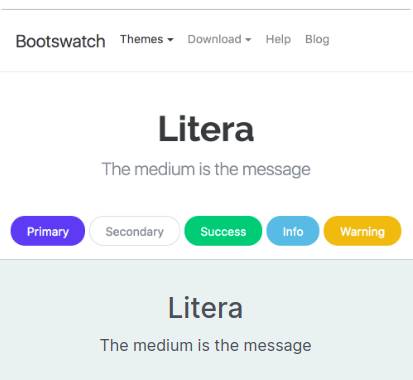 Bootswatch Themes Download Help Blog
Litera
The medium is the message
Primary Secondary Success Info Warning
Litera
The medium is the message